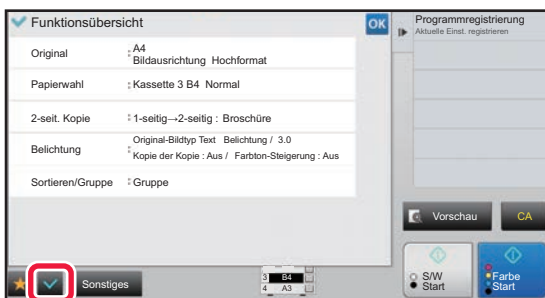 Funktionsübersicht
OK
Original : A4
Bildausrichtung Hochformat
Papierwahl : Kassette 3 B4 Normal
2-seit. Kopie : 1-seitig→2-seitig : Broschüre
Belichtung : Original-Bildtyp Text Belichtung / 3.0
Kopie der Kopie : Aus / Farbton-Steigerung : Aus
Sortieren/Gruppe : Gruppe
Sonstiges
3 B4
4 A3
Programmregistrierung
Aktuelle Einst. registrieren
Vorschau
CA
S/W
Start
Farbe
Start